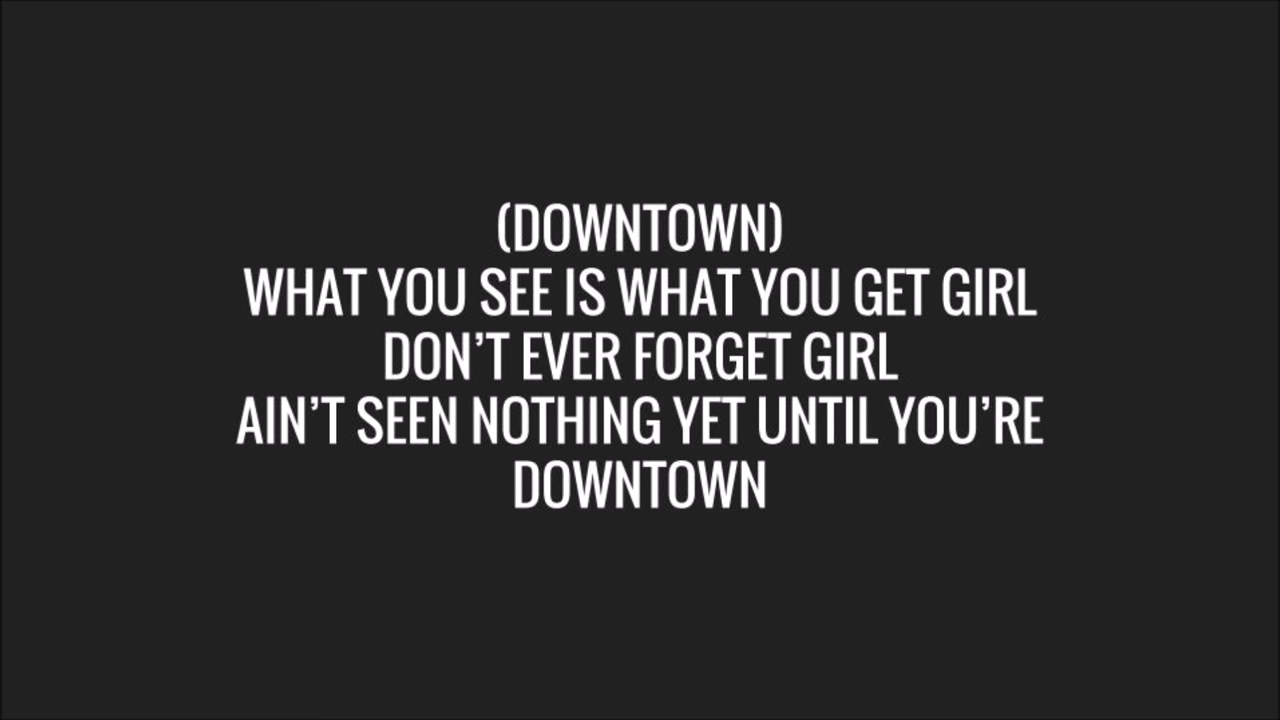 (DOWNTOWN)
WHAT YOU SEE IS WHAT YOU GET GIRL
DON’T EVER FORGET GIRL
AIN’T SEEN NOTHING YET UNTIL YOU’RE
DOWNTOWN